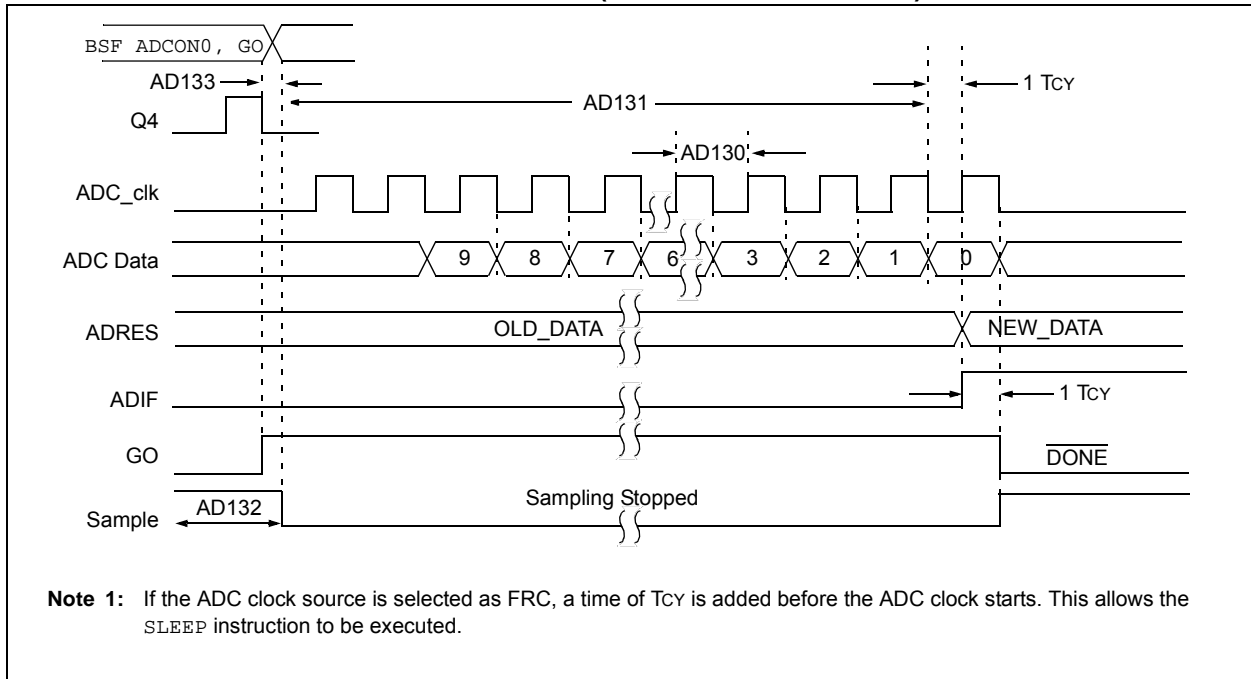 BSF ADCON0, GO
AD133
1 TCY
AD131
Q4
AD130
ADC_clk
ADC Data
9 8 7 6 3 2 1 0
ADRES
OLD_DATA
NEW_DATA
ADIF
1 TCY
GO
DONE
Sampling Stopped
AD132
Sample
Note 1: If the ADC clock source is selected as FRC, a time of TCY is added before the ADC clock starts. This allows the
SLEEP instruction to be executed.